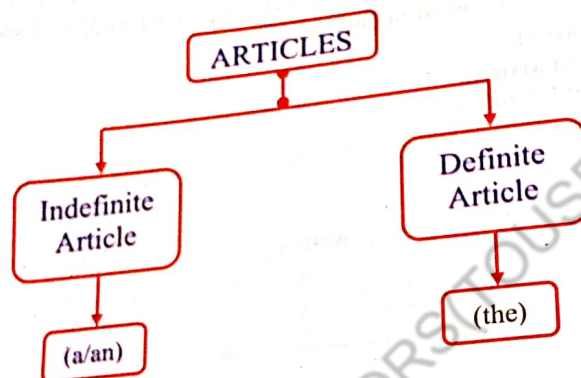 ARTICLES
Indefinite
Article
Definite
Article
(a/an)
(the)